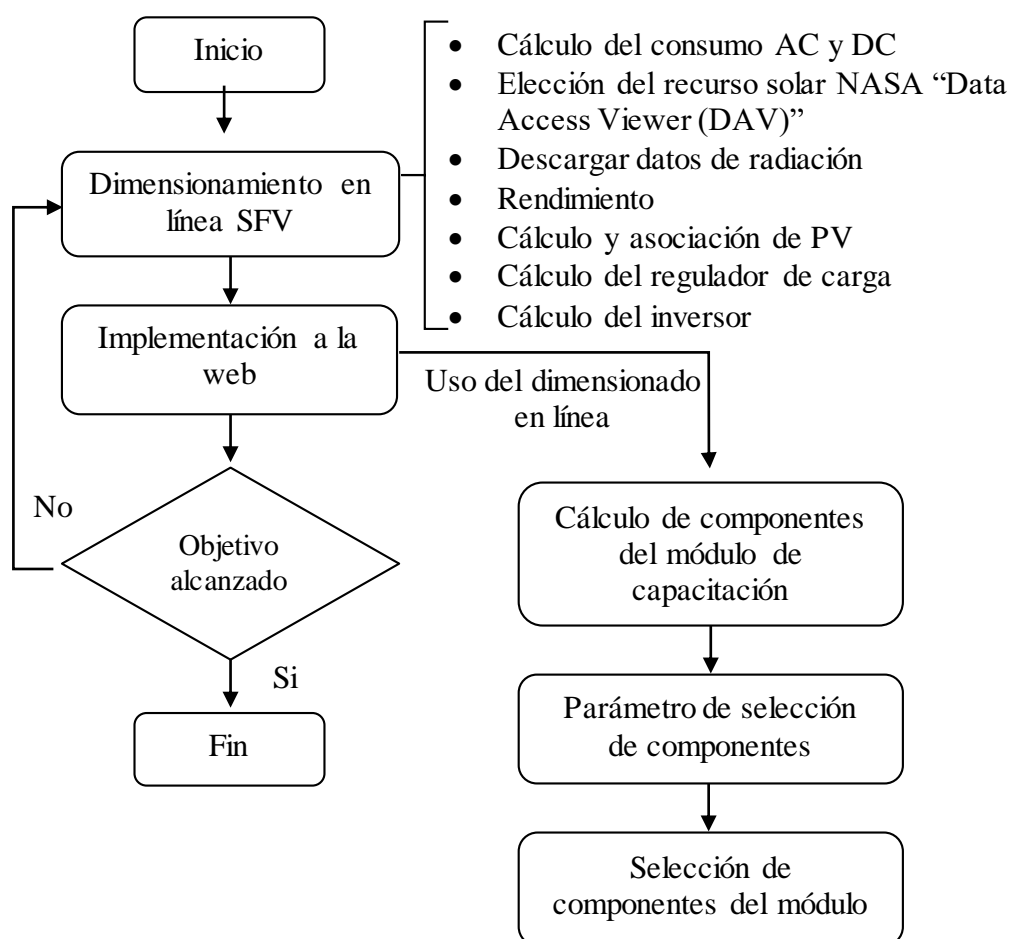 Inicio
• Cálculo del consumo AC y DC
• Elección del recurso solar NASA “Data
Access Viewer (DAV)”
• Descargar datos de radiación
• Rendimiento
• Cálculo y asociación de PV
• Cálculo del regulador de carga
• Cálculo del inversor
Dimensionamiento en
línea SFV
Implementación a la
web
Uso del dimensionado
en línea
No
Objetivo
alcanzado
Si
Fin
Cálculo de componentes
del módulo de
capacitación
Parámetro de selección
de componentes
Selección de
componentes del módulo